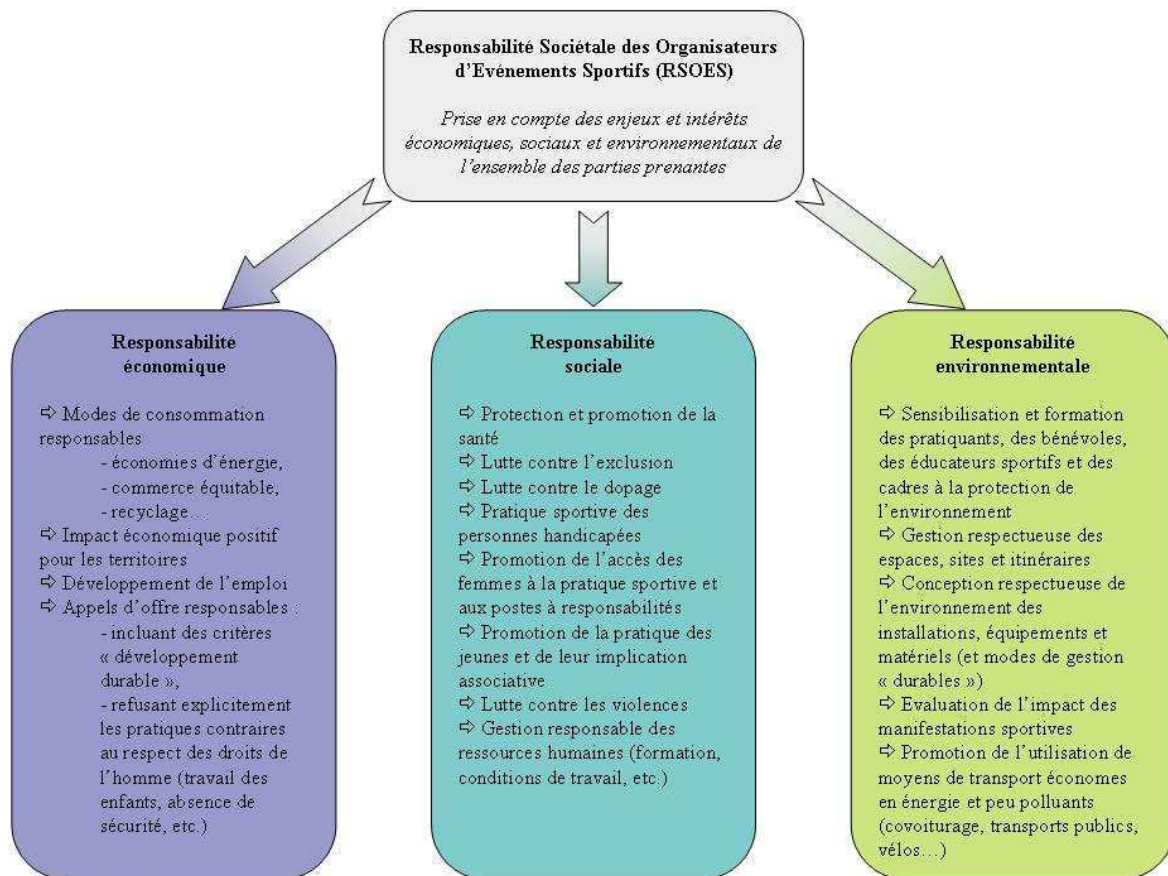 Responsabilité Sociétale des Organisateurs
d'Evénements Sportifs (RSOES)
Prise en compte des enjeux et intérêts
économiques, sociaux et environnementaux de
l'ensemble des parties prenantes
Responsabilité
économique
⇨ Modes de consommation
responsables
- économies d'énergie,
- commerce équitable,
- recyclage…
⇨ Impact économique positif
pour les territoires
⇨ Développement de l'emploi
⇨ Appels d'offre responsables :
- incluant des critères
« développement
durable »,
- refusant explicitement
les pratiques contraires
au respect des droits de
l'homme (travail des
enfants, absence de
sécurité, etc.)
Responsabilité
sociale
⇨ Protection et promotion de la
santé
⇨ Lutte contre l'exclusion
⇨ Lutte contre le dopage
⇨ Pratique sportive des
personnes handicapées
⇨ Promotion de l'accès des
femmes à la pratique sportive et
aux postes à responsabilités
⇨ Promotion de la pratique des
jeunes et de leur implication
associative
⇨ Lutte contre les violences
⇨ Gestion responsable des
ressources humaines (formation,
conditions de travail, etc.)
Responsabilité
environnementale
⇨ Sensibilisation et formation
des pratiquants, des bénévoles,
des éducateurs sportifs et des
cadres à la protection de
l'environnement
⇨ Gestion respectueuse des
espaces, sites et itinéraires
⇨ Conception respectueuse de
l'environnement des
installations, équipements et
matériels (et modes de gestion
« durables »)
⇨ Evaluation de l'impact des
manifestations sportives
⇨ Promotion de l'utilisation de
moyens de transport économes
en énergie et peu polluants
(covoiturage, transports publics,
vélos…)